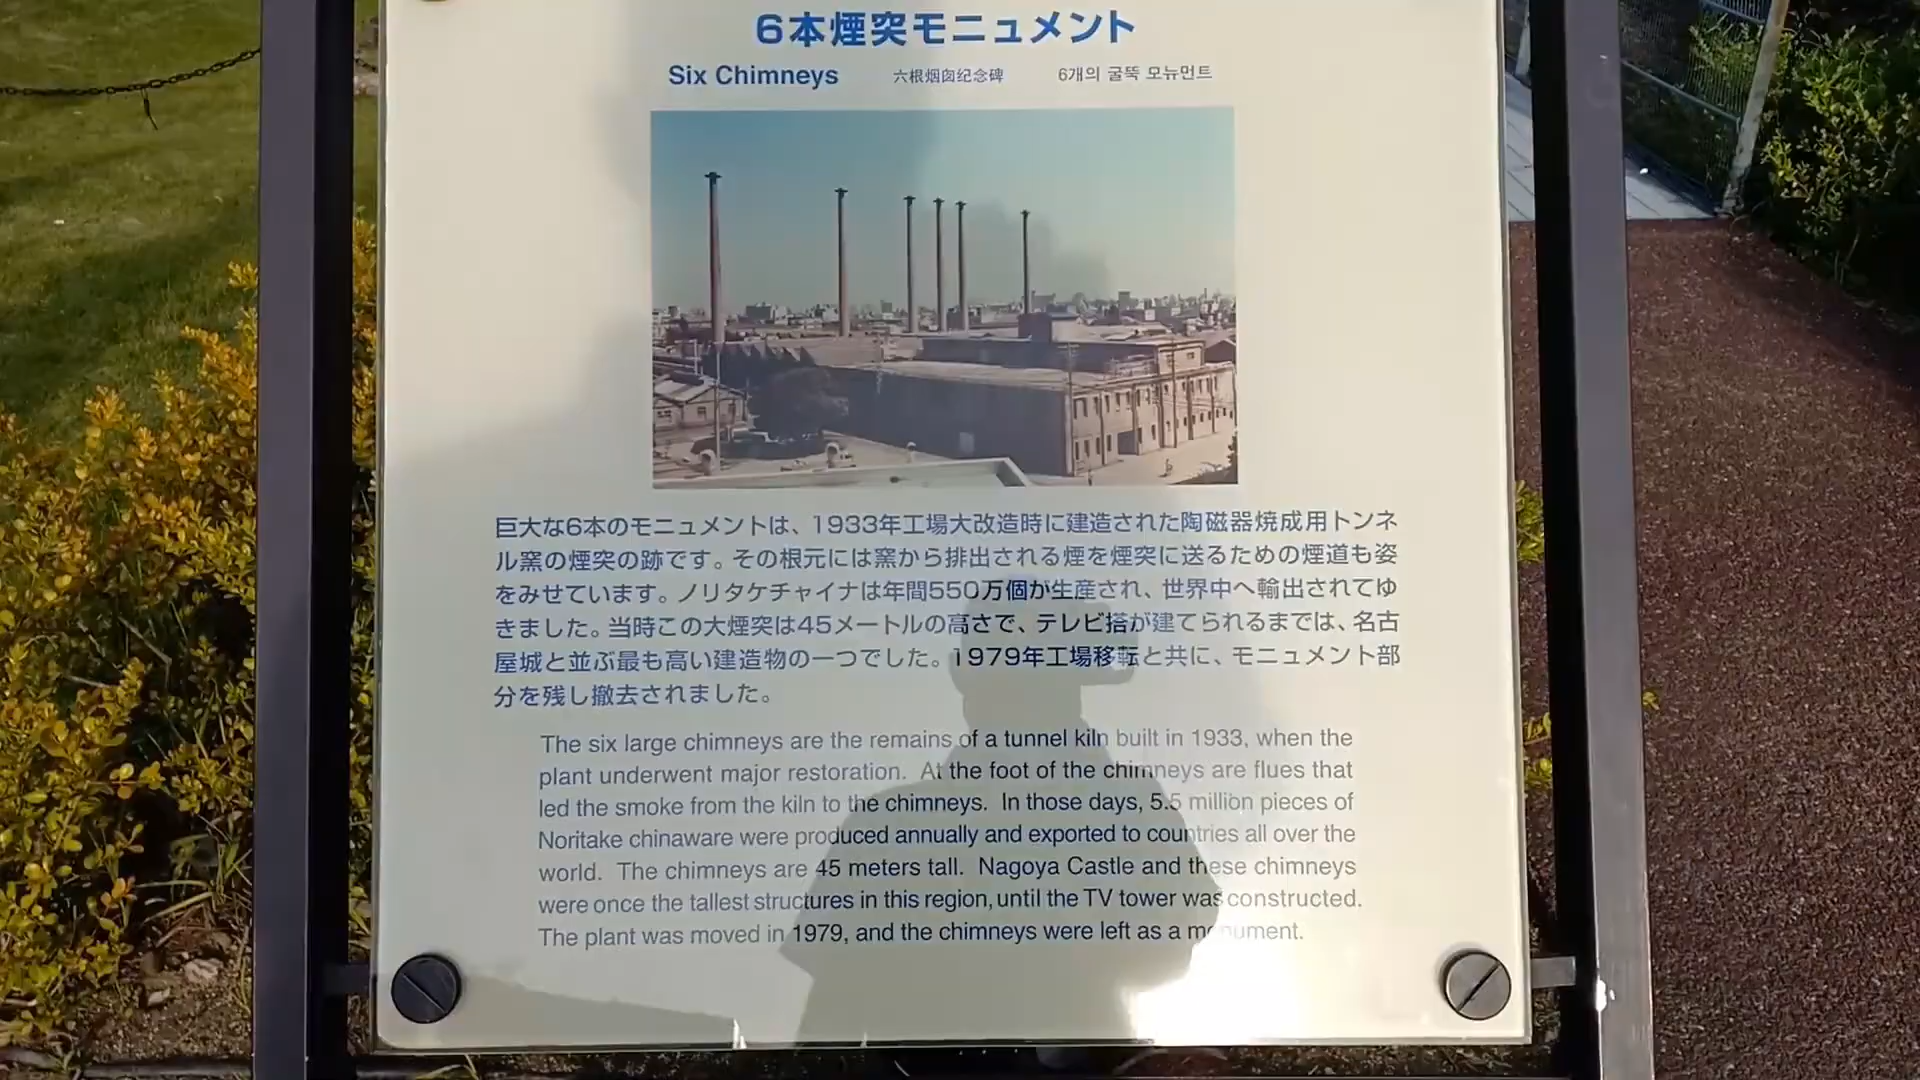 6本煙突モニュメント
Six Chimneys 六根烟囱纪念碑 6개의 굴뚝 모뉴먼트
巨大な6本のモニュメントは、1933年工場大改造時に建造された陶磁器焼成用トンネ
ル窯の煙突の跡です。その根元には窯から排出される煙を煙突に送るための煙道も姿
をみせています。ノリタケチャイナは年間550万個が生産され、世界中へ輸出されてゆ
きました。当時この大煙突は45メートルの高さで、テレビ搭が建てられるまでは、名古
屋城と並ぶ最も高い建造物の一つでした。1979年工場移転と共に、モニュメント部
分を残し撤去されました。
The six large chimneys are the remains of a tunnel kiln built in 1933, when the
plant underwent major restoration. At the foot of the chimneys are flues that
led the smoke from the kiln to the chimneys. In those days, 5.5 million pieces of
Noritake chinaware were produced annually and exported to countries all over the
world. The chimneys are 45 meters tall. Nagoya Castle and these chimneys
were once the tallest structures in this region, until the TV tower was constructed.
The plant was moved in 1979, and the chimneys were left as a monument.